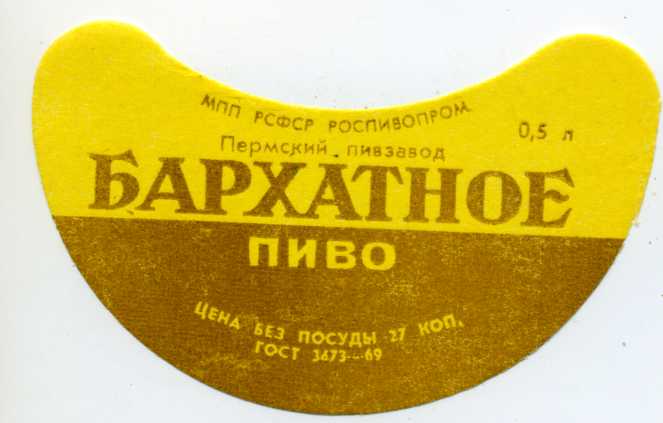 МПП РСФСР РОСПИВОПРОМ
0,5 л
Пермский пивзавод
БАРХАТНОЕ
ПИВО
ЦЕНА БЕЗ ПОСУДЫ 27 КОП.
ГОСТ 3473-69